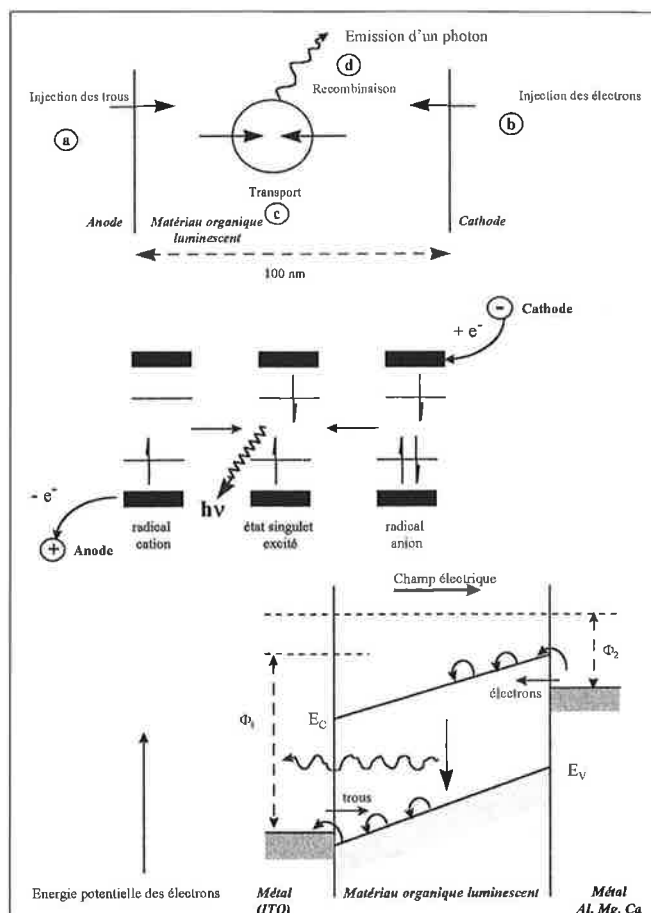 Emission d'un photon
d
Recombinaison
Injection des trous
Injection des électrons
a
b
Transport
c
Anode
Matériau organique
luminescent
Cathode
100 nm
- Cathode
+ e-
- e-
hν
+ Anode
radical
cation
état singulet
excité
radical
anion
Champ électrique
Φ1
Φ2
électrons
EC
EV
trous
Energie potentielle des électrons
Métal
(ITO)
Matériau organique luminescent
Métal
Al, Mg, Ca